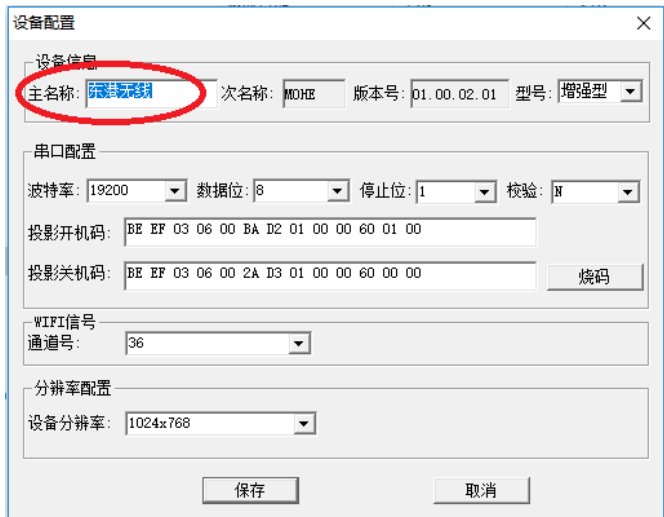 设备配置
设备信息
主名称: 东港无线 次名称: MOHE 版本号: 01.00.02.01 型号: 增强型
串口配置
波特率: 19200 数据位: 8 停止位: 1 校验: N
投影开机码: BE EF 03 06 00 BA D2 01 00 00 60 01 00
投影关机码: BE EF 03 06 00 2A D3 01 00 00 60 00 00 烧码
WIFI信号
通道号: 36
分辨率配置
设备分辨率: 1024x768
保存 取消